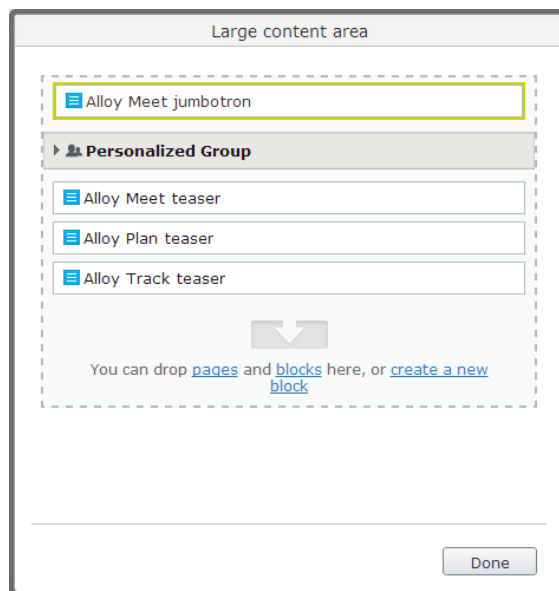 Large content area
Alloy Meet jumbotron
Personalized Group
Alloy Meet teaser
Alloy Plan teaser
Alloy Track teaser
You can drop pages and blocks here, or create a new
block
Done